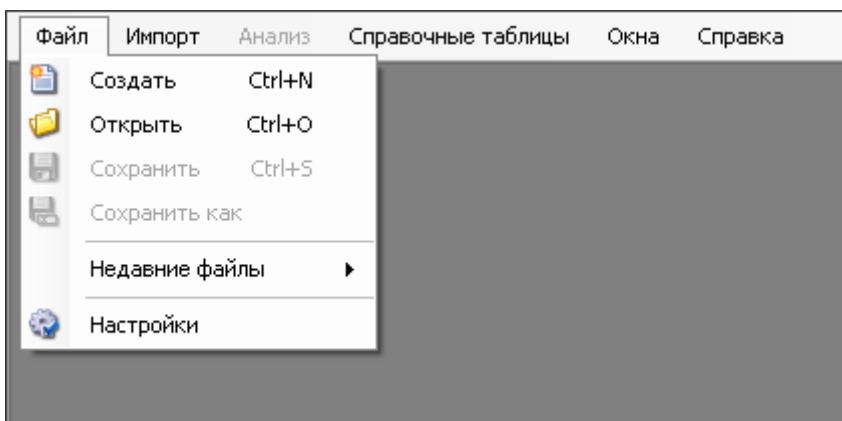 Файл Импорт Анализ Справочные таблицы Окна Справка
Создать Ctrl+N
Открыть Ctrl+O
Сохранить Ctrl+S
Сохранить как
Недавние файлы
Настройки